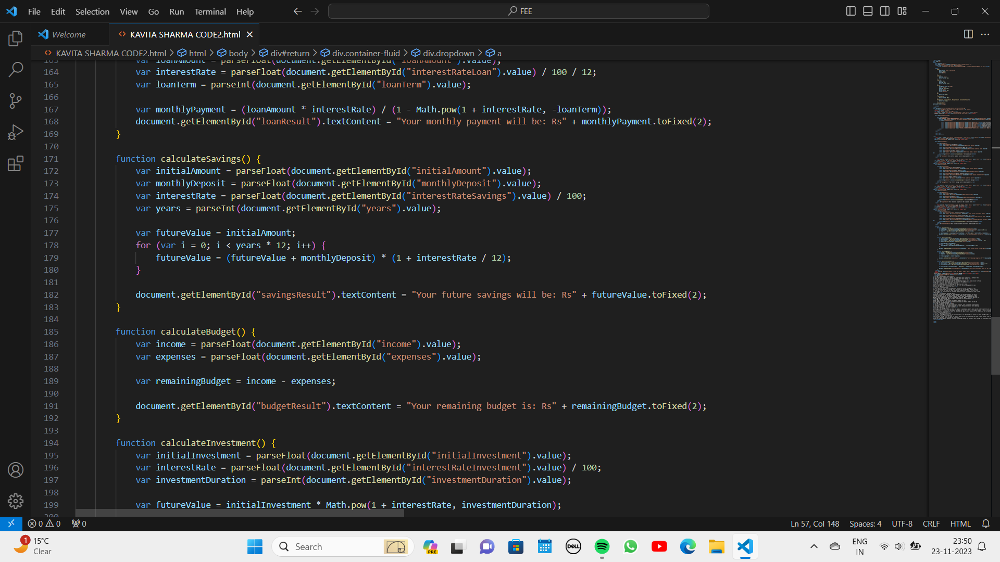 File Edit Selection View Go Run Terminal Help
FEE
Welcome
KAVITA SHARMA CODE2.html
KAVITA SHARMA CODE2.html > html > body > div#return > div.container-fluid > div.dropdown > a
163 var loanAmount = parseFloat(document.getElementById("loanAmount").value);
164 var interestRate = parseFloat(document.getElementById("interestRateLoan").value) / 100 / 12;
165 var loanTerm = parseInt(document.getElementById("loanTerm").value);
166
167 var monthlyPayment = (loanAmount * interestRate) / (1 - Math.pow(1 + interestRate, -loanTerm));
168 document.getElementById("loanResult").textContent = "Your monthly payment will be: Rs" + monthlyPayment.toFixed(2);
169 }
170
171 function calculateSavings() {
172 var initialAmount = parseFloat(document.getElementById("initialAmount").value);
173 var monthlyDeposit = parseFloat(document.getElementById("monthlyDeposit").value);
174 var interestRate = parseFloat(document.getElementById("interestRateSavings").value) / 100;
175 var years = parseInt(document.getElementById("years").value);
176
177 var futureValue = initialAmount;
178 for (var i = 0; i < years * 12; i++) {
179 futureValue = (futureValue + monthlyDeposit) * (1 + interestRate / 12);
180 }
181
182 document.getElementById("savingsResult").textContent = "Your future savings will be: Rs" + futureValue.toFixed(2);
183 }
184
185 function calculateBudget() {
186 var income = parseFloat(document.getElementById("income").value);
187 var expenses = parseFloat(document.getElementById("expenses").value);
188
189 var remainingBudget = income - expenses;
190
191 document.getElementById("budgetResult").textContent = "Your remaining budget is: Rs" + remainingBudget.toFixed(2);
192 }
193
194 function calculateInvestment() {
195 var initialInvestment = parseFloat(document.getElementById("initialInvestment").value);
196 var interestRate = parseFloat(document.getElementById("interestRateInvestment").value) / 100;
197 var investmentDuration = parseInt(document.getElementById("investmentDuration").value);
198
199 var futureValue = initialInvestment * Math.pow(1 + interestRate, investmentDuration);
200
0 0 0 Ln 57, Col 148 Spaces: 4 UTF-8 CRLF HTML
1 15°C
Clear
Search
PRE
DELL
ENG
IN
23:50
23-11-2023